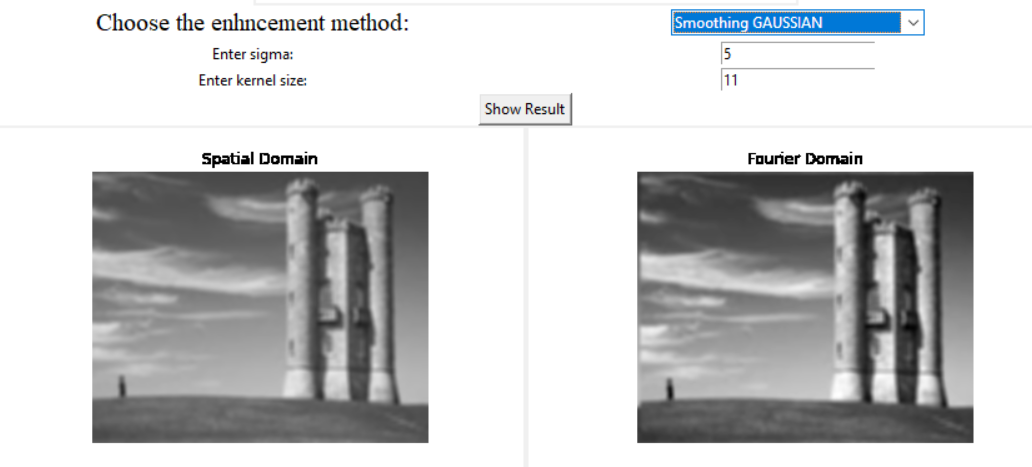 Choose the enhncement method: Smoothing GAUSSIAN
Enter sigma: 5
Enter kernel size: 11
Show Result
Spatial Domain
Fourier Domain